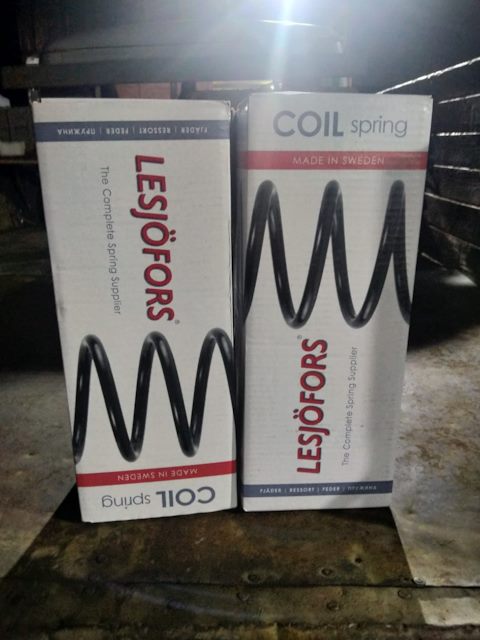 FJÄDER | RESSORT | FEDER | ПРУЖИНА
LESJÖFORS®
The Complete Spring Supplier
MADE IN SWEDEN
COIL spring
COIL spring
MADE IN SWEDEN
LESJÖFORS®
The Complete Spring Supplier
FJÄDER | RESSORT | FEDER | ПРУЖИНА